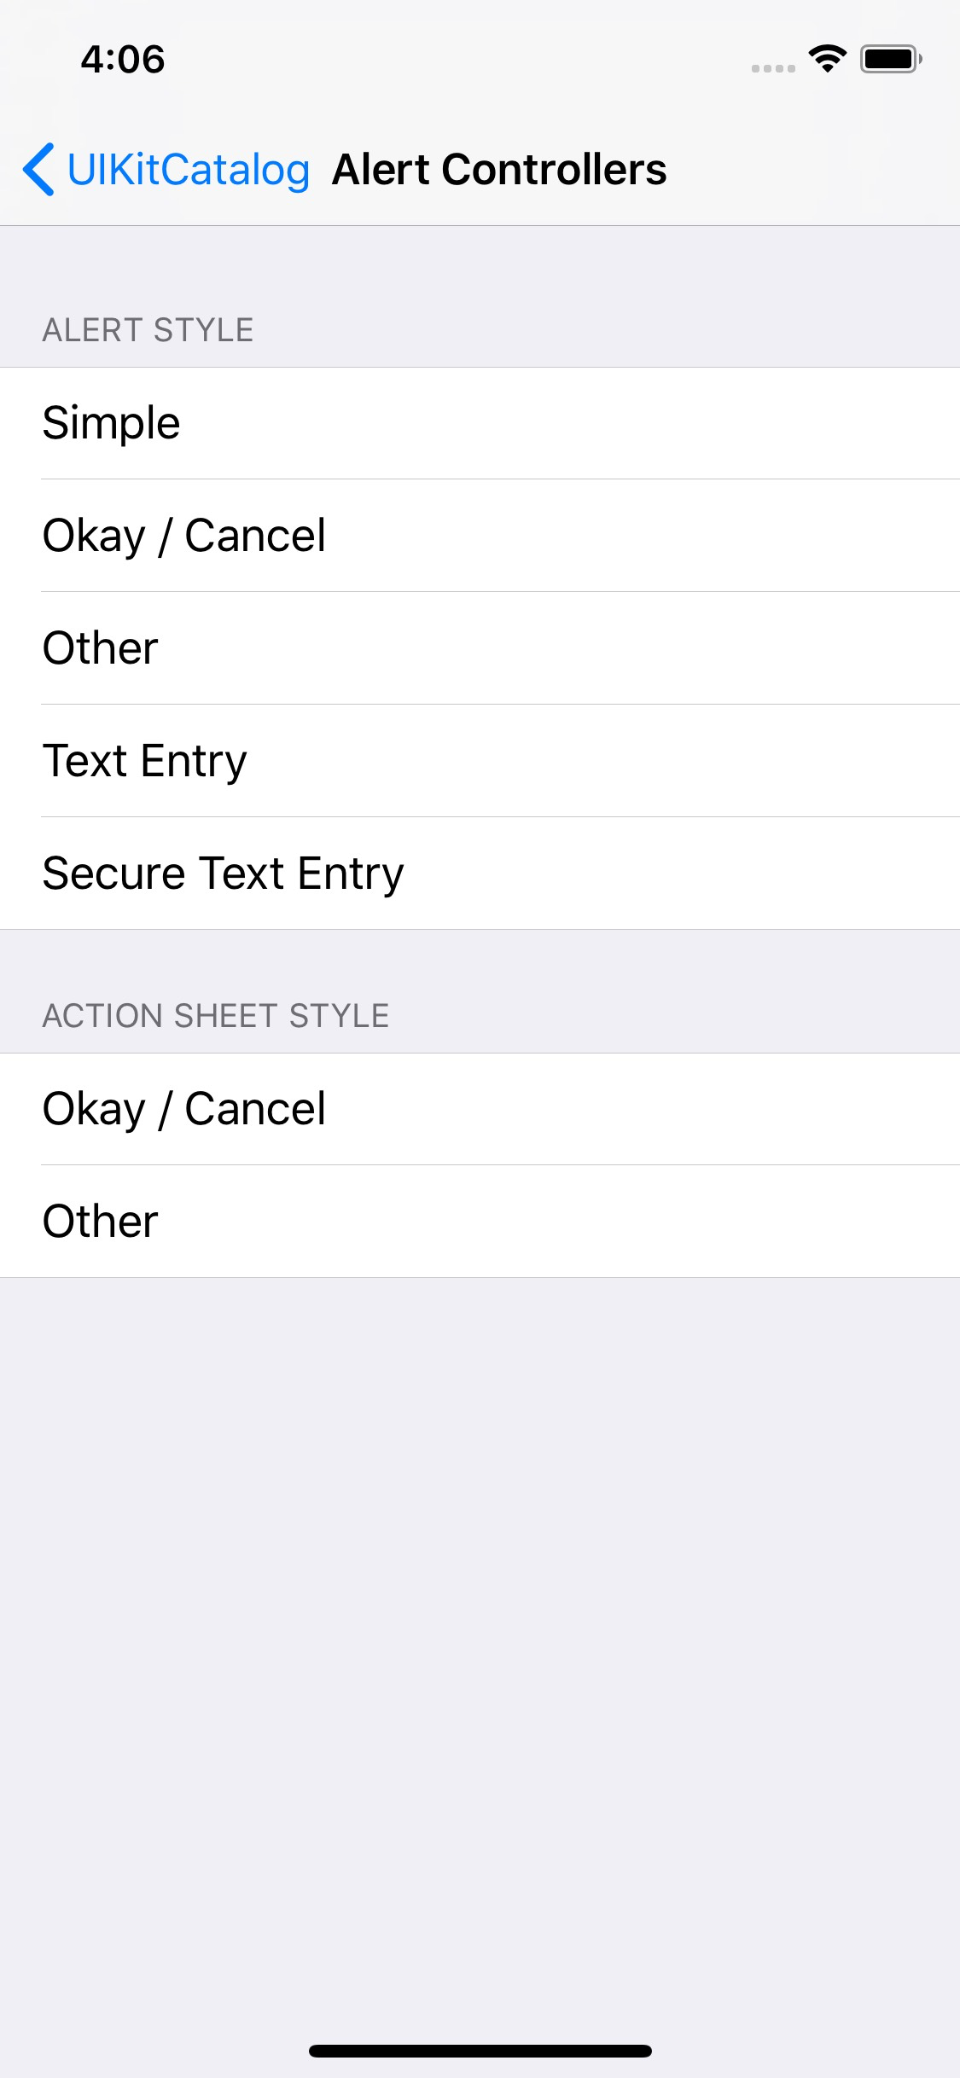 4:06
UIKitCatalog Alert Controllers
ALERT STYLE
Simple
Okay / Cancel
Other
Text Entry
Secure Text Entry
ACTION SHEET STYLE
Okay / Cancel
Other